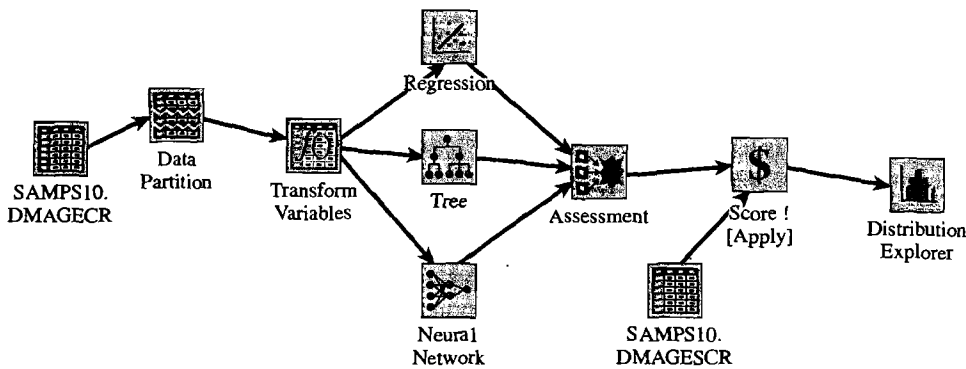 SAMPS10.
DMAGECR
Data
Partition
Transform
Variables
Regression
Tree
Neural
Network
Assessment
$
Score !
[Apply]
SAMPS10.
DMAGESCR
Distribution
Explorer